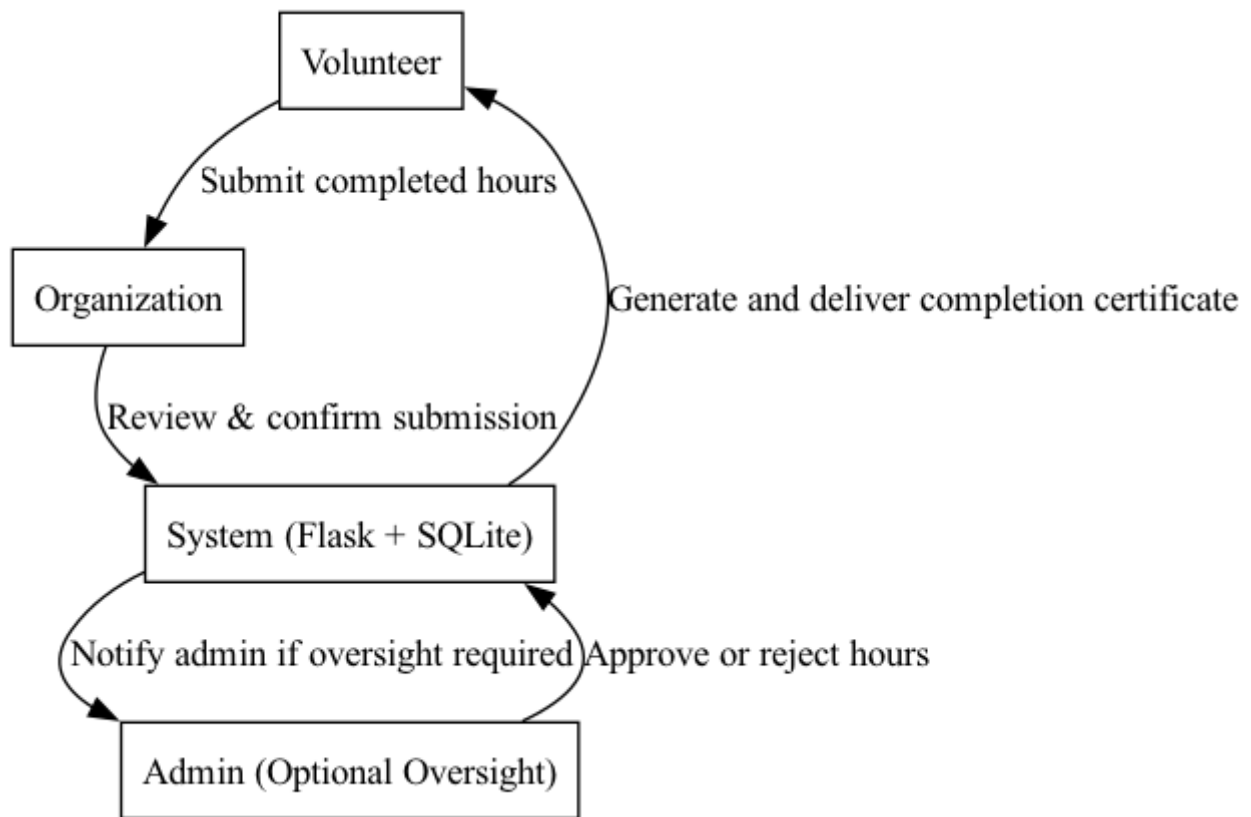 Volunteer
Submit completed hours
Organization
Generate and deliver completion certificate
Review & confirm submission
System (Flask + SQLite)
Notify admin if oversight required
Approve or reject hours
Admin (Optional Oversight)